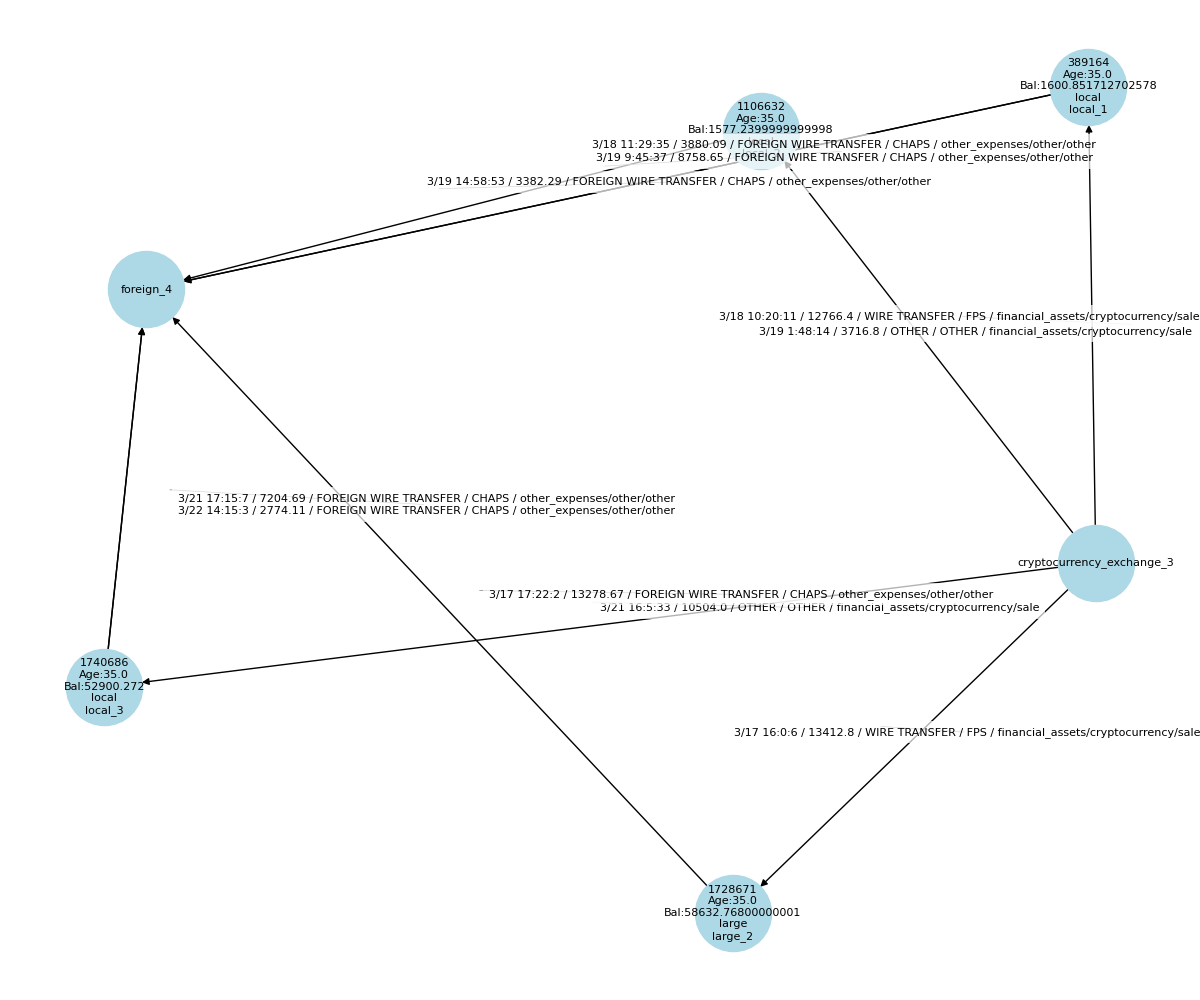 389164
Age:35.0
Bal:1600.851712702578
local
local_1
1106632
Age:35.0
Bal:1577.2399999999998
3/18 11:29:35 / 3880.09 / FOREIGN WIRE TRANSFER / CHAPS / other_expenses/other/other
3/19 9:45:37 / 8758.65 / FOREIGN WIRE TRANSFER / CHAPS / other_expenses/other/other
3/19 14:58:53 / 3382.29 / FOREIGN WIRE TRANSFER / CHAPS / other_expenses/other/other
foreign_4
3/18 10:20:11 / 12766.4 / WIRE TRANSFER / FPS / financial_assets/cryptocurrency/sale
3/19 1:48:14 / 3716.8 / OTHER / OTHER / financial_assets/cryptocurrency/sale
3/21 17:15:7 / 7204.69 / FOREIGN WIRE TRANSFER / CHAPS / other_expenses/other/other
3/22 14:15:3 / 2774.11 / FOREIGN WIRE TRANSFER / CHAPS / other_expenses/other/other
cryptocurrency_exchange_3
3/17 17:22:2 / 13278.67 / FOREIGN WIRE TRANSFER / CHAPS / other_expenses/other/other
3/21 16:5:33 / 10504.0 / OTHER / OTHER / financial_assets/cryptocurrency/sale
1740686
Age:35.0
Bal:52900.272
local
local_3
3/17 16:0:6 / 13412.8 / WIRE TRANSFER / FPS / financial_assets/cryptocurrency/sale
1728671
Age:35.0
Bal:58632.76800000001
large
large_2